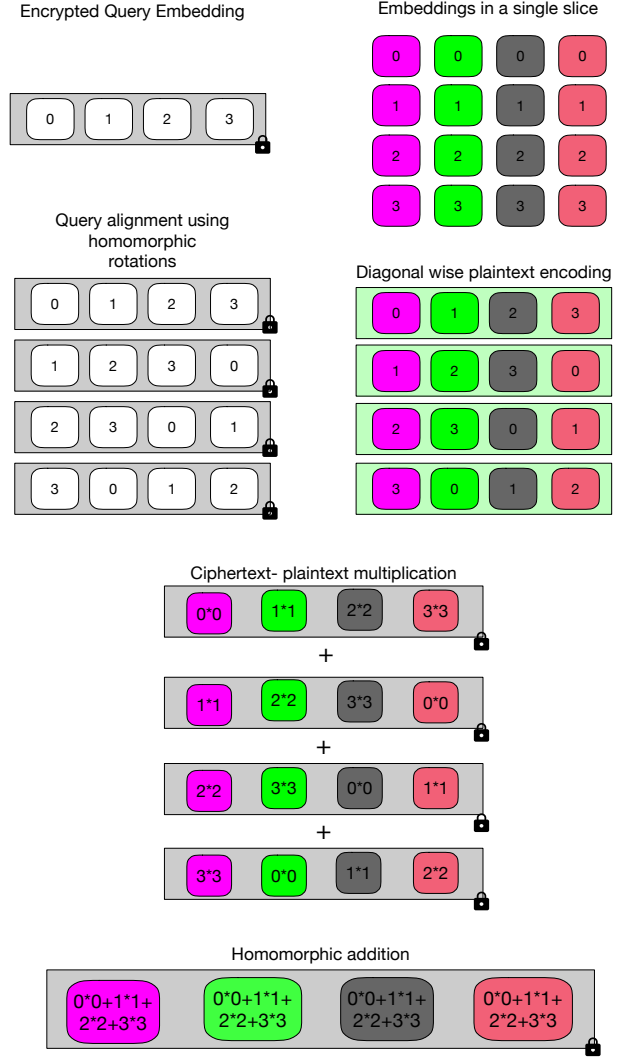 Encrypted Query Embedding
0 1 2 3
Embeddings in a single slice
0 0 0 0
1 1 1 1
2 2 2 2
3 3 3 3
Query alignment using
homomorphic
rotations
0 1 2 3
1 2 3 0
2 3 0 1
3 0 1 2
Diagonal wise plaintext encoding
0 1 2 3
1 2 3 0
2 3 0 1
3 0 1 2
Ciphertext- plaintext multiplication
0*0 1*1 2*2 3*3
+
1*1 2*2 3*3 0*0
+
2*2 3*3 0*0 1*1
+
3*3 0*0 1*1 2*2
Homomorphic addition
0*0+1*1+ 0*0+1*1+ 0*0+1*1+ 0*0+1*1+
2*2+3*3 2*2+3*3 2*2+3*3 2*2+3*3